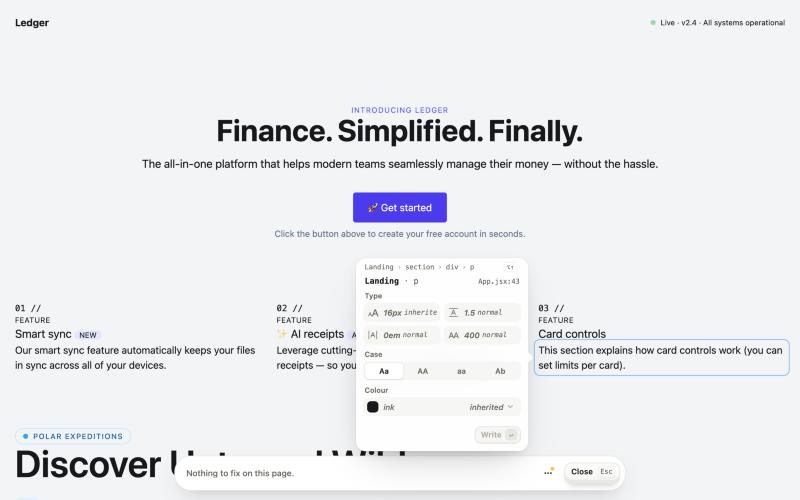 Ledger
Live · v2.4 · All systems operational
INTRODUCING LEDGER
Finance. Simplified. Finally.
The all-in-one platform that helps modern teams seamlessly manage their money — without the hassle.
🚀 Get started
Click the button above to create your free account in seconds.
01 //
FEATURE
Smart sync NEW
Our smart sync feature automatically keeps your files
in sync across all of your devices.
02 //
FEATURE
✨ AI receipts
Leverage cutting-
receipts — so you
Landing › section › div › p
Landing · p
App.jsx:43
Type
AA 16px inherite
A 1.5 normal
|A| 0em normal
AA 400 normal
Case
Aa AA aa Ab
Colour
ink inherited
Write ↵
03 //
FEATURE
Card controls
This section explains how card controls work (you can
set limits per card).
POLAR EXPEDITIONS
Discover
Nothing to fix on this page.
... Close Esc